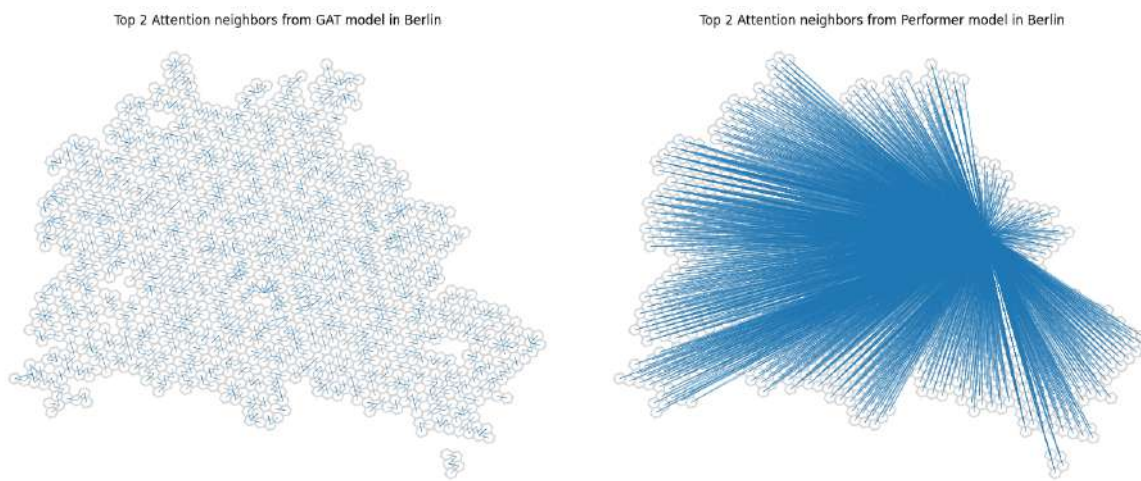 Top 2 Attention neighbors from GAT model in Berlin
Top 2 Attention neighbors from Performer model in Berlin